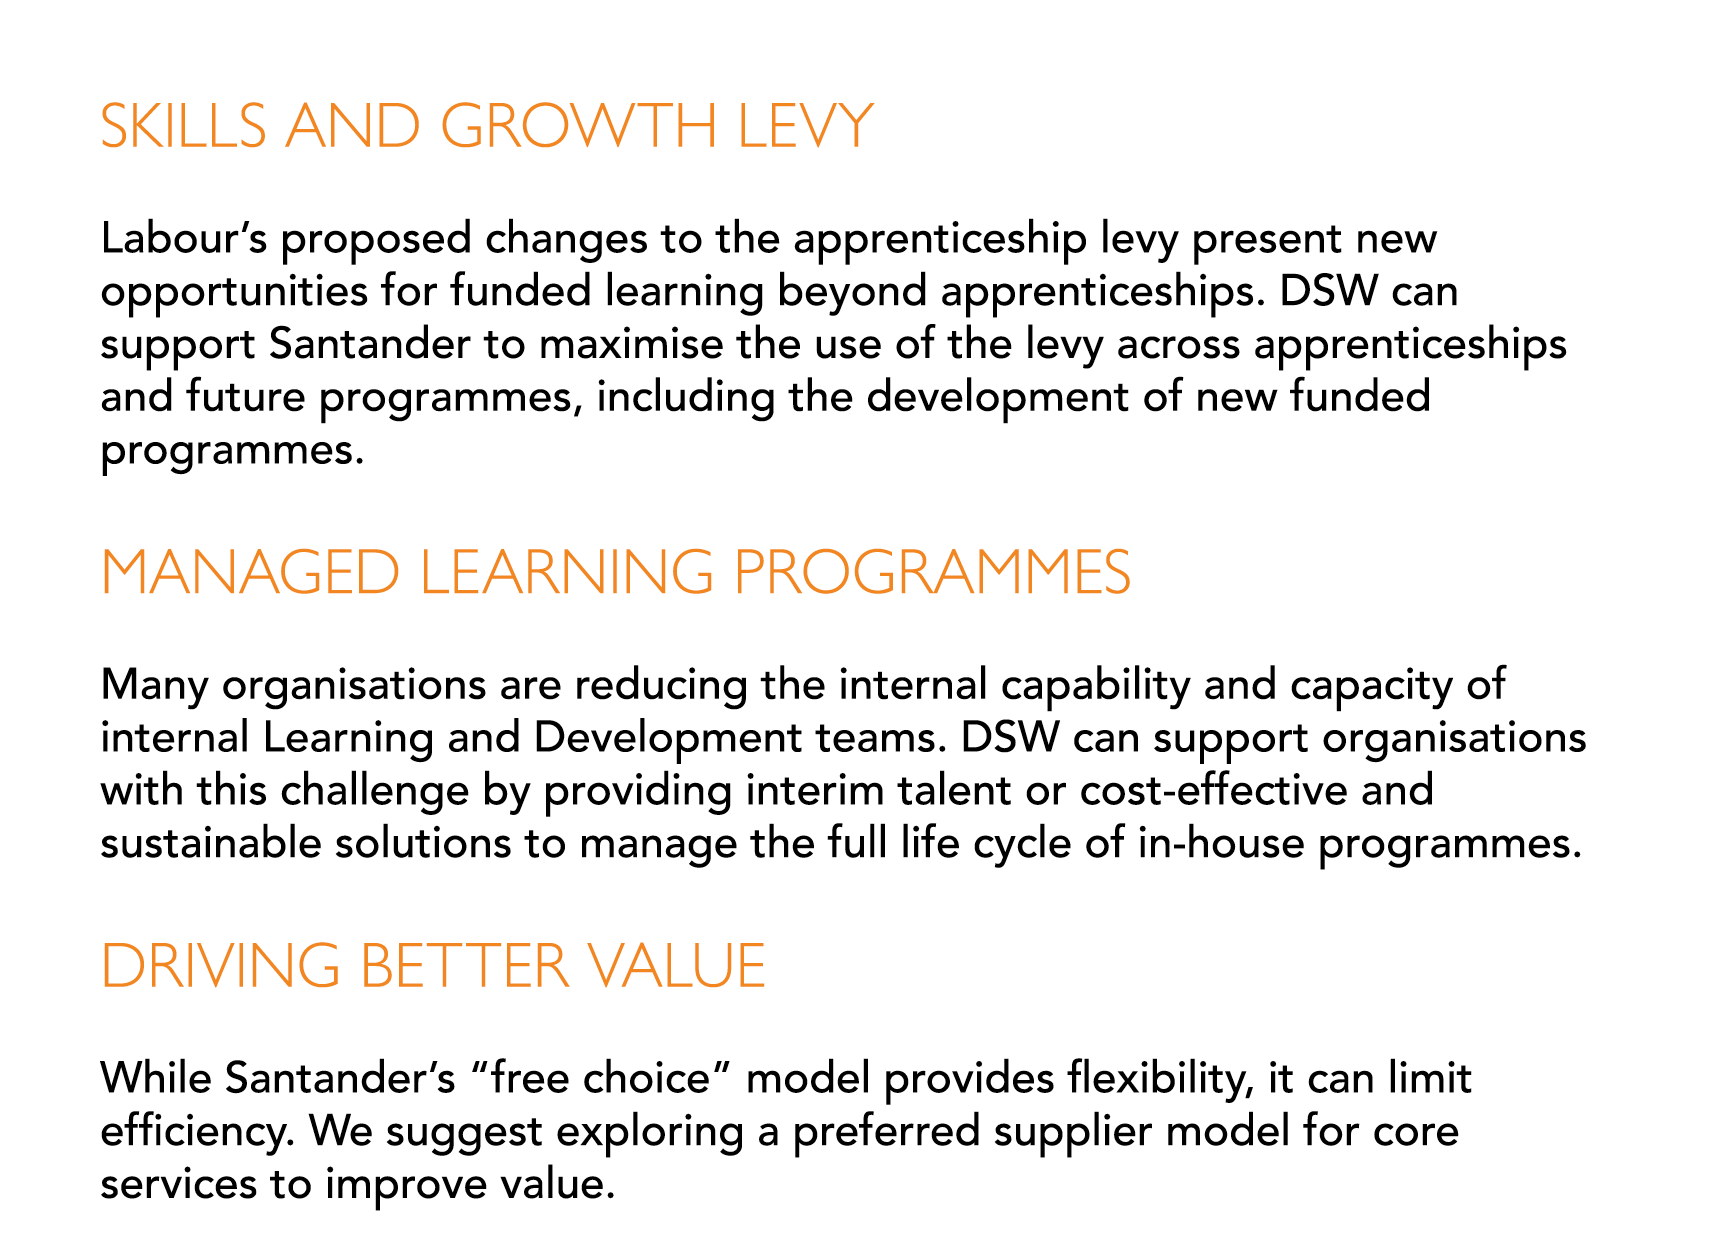 SKILLS AND GROWTH LEVY
Labour’s proposed changes to the apprenticeship levy present new
opportunities for funded learning beyond apprenticeships. DSW can
support Santander to maximise the use of the levy across apprenticeships
and future programmes, including the development of new funded
programmes.
MANAGED LEARNING PROGRAMMES
Many organisations are reducing the internal capability and capacity of
internal Learning and Development teams. DSW can support organisations
with this challenge by providing interim talent or cost-effective and
sustainable solutions to manage the full life cycle of in-house programmes.
DRIVING BETTER VALUE
While Santander’s “free choice” model provides flexibility, it can limit
efficiency. We suggest exploring a preferred supplier model for core
services to improve value.